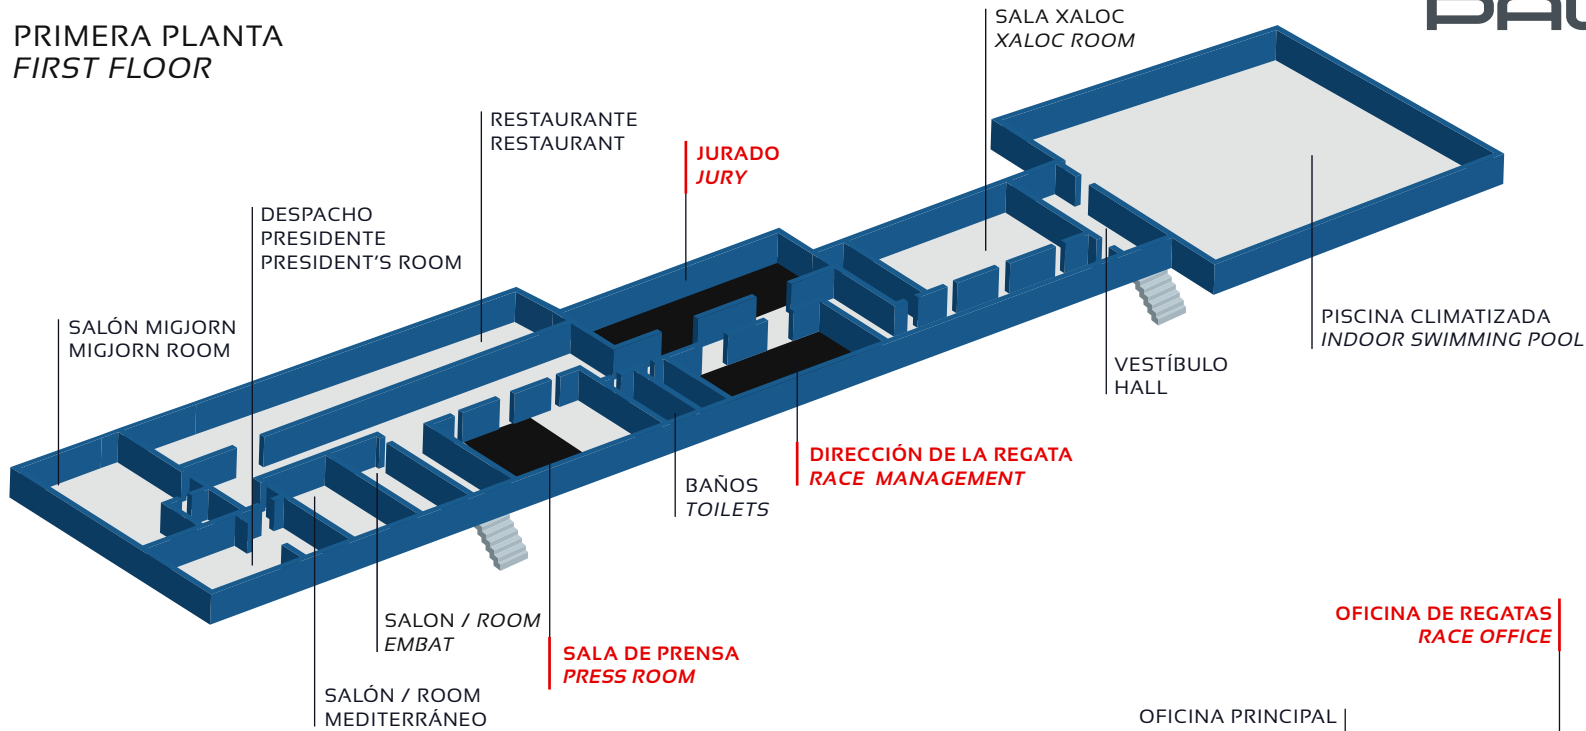 PRIMERA PLANTA
FIRST FLOOR
SALA XALOC
XALOC ROOM
RESTAURANTE
RESTAURANT
JURADO
JURY
DESPACHO
PRESIDENTE
PRESIDENT'S ROOM
SALÓN MIGJORN
MIGJORN ROOM
PISCINA CLIMATIZADA
INDOOR SWIMMING POOL
VESTÍBULO
HALL
DIRECCIÓN DE LA REGATA
RACE MANAGEMENT
BAÑOS
TOILETS
SALON / ROOM
EMBAT
SALA DE PRENSA
PRESS ROOM
SALÓN / ROOM
MEDITERRÁNEO
OFICINA DE REGATAS
RACE OFFICE
OFICINA PRINCIPAL